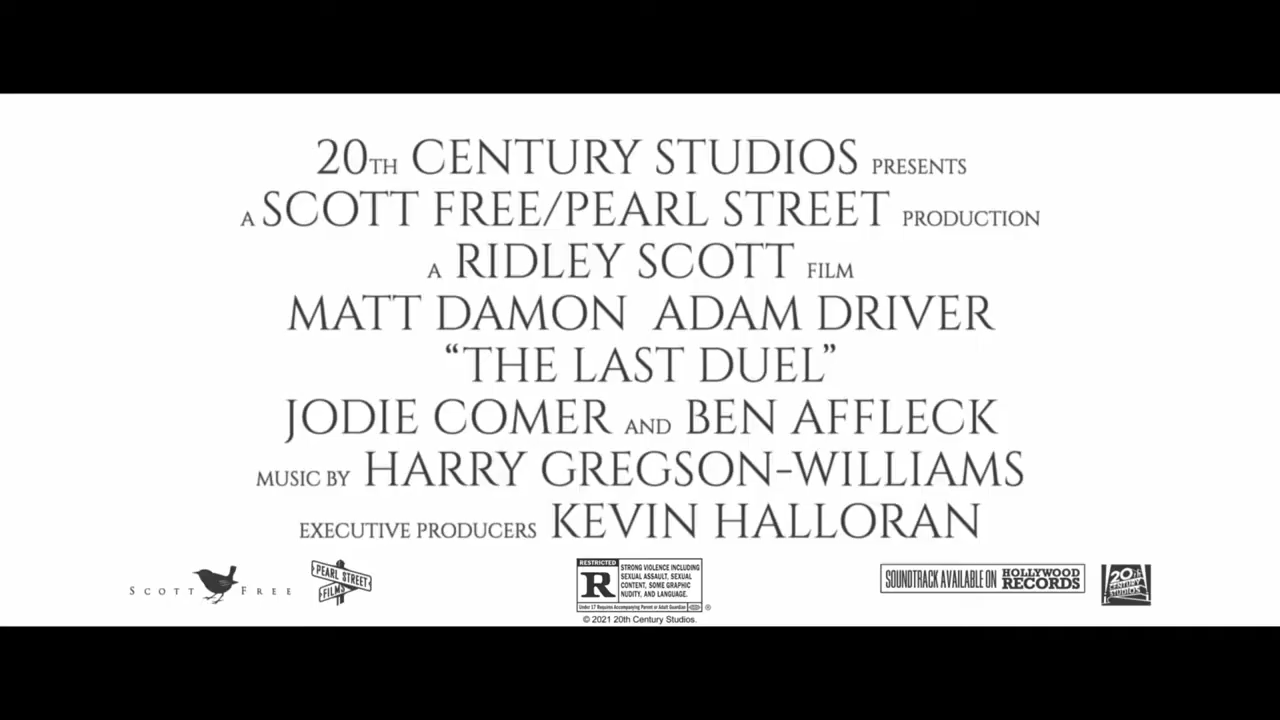 20TH CENTURY STUDIOS PRESENTS
A SCOTT FREE/PEARL STREET PRODUCTION
A RIDLEY SCOTT FILM
MATT DAMON ADAM DRIVER
“THE LAST DUEL”
JODIE COMER AND BEN AFFLECK
MUSIC BY HARRY GREGSON-WILLIAMS
EXECUTIVE PRODUCERS KEVIN HALLORAN
SCOTT FREE
PEARL STREET
FILMS
RESTRICTED
R
STRONG VIOLENCE INCLUDING
SEXUAL ASSAULT, SEXUAL
CONTENT, SOME GRAPHIC
NUDITY, AND LANGUAGE.
Under 17 Requires Accompanying Parent or Adult Guardian
®
© 2021 20th Century Studios.
SOUNDTRACK AVAILABLE ON HOLLYWOOD
RECORDS
20TH
CENTURY
STUDIOS